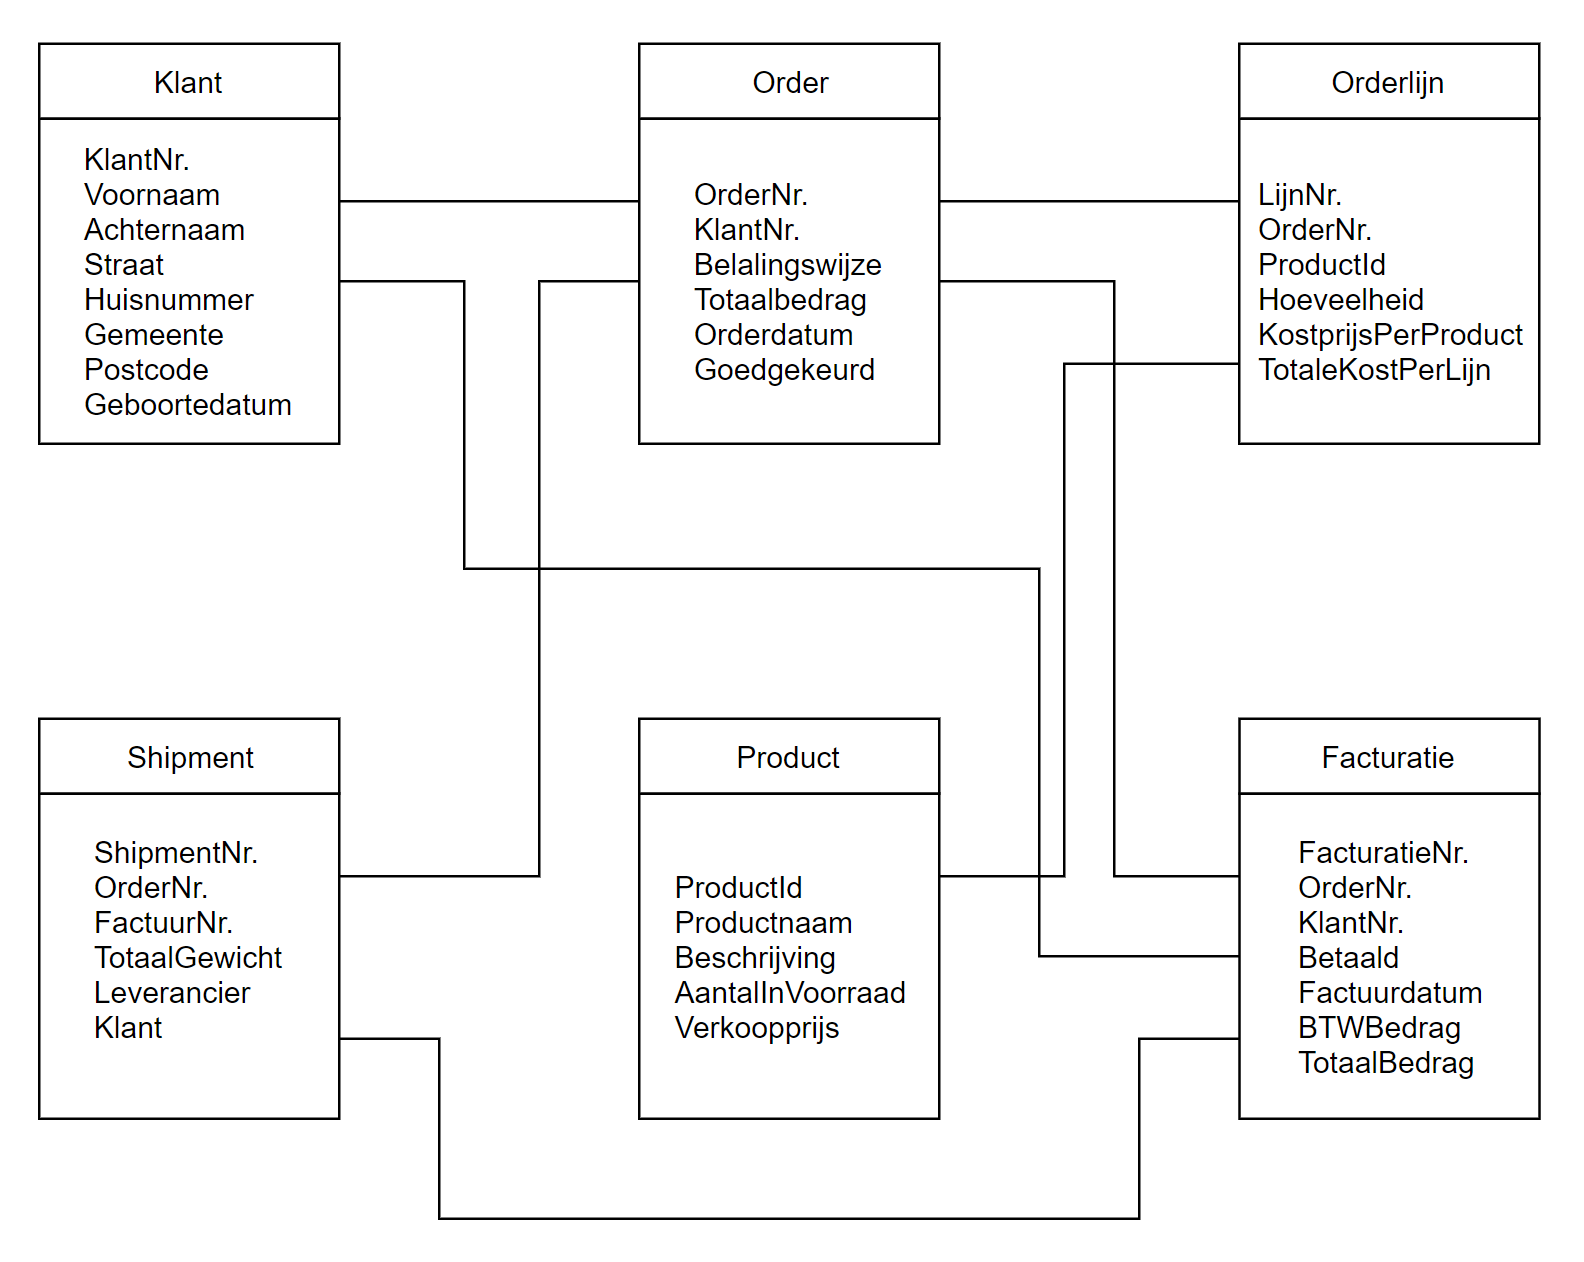 Klant
KlantNr.
Voornaam
Achternaam
Straat
Huisnummer
Gemeente
Postcode
Geboortedatum
Order
OrderNr.
KlantNr.
Belalingswijze
Totaalbedrag
Orderdatum
Goedgekeurd
Orderlijn
LijnNr.
OrderNr.
ProductId
Hoeveelheid
KostprijsPerProduct
TotaleKostPerLijn
Shipment
ShipmentNr.
OrderNr.
FactuurNr.
TotaalGewicht
Leverancier
Klant
Product
ProductId
Productnaam
Beschrijving
AantalInVoorraad
Verkoopprijs
Facturatie
FacturatieNr.
OrderNr.
KlantNr.
Betaald
Factuurdatum
BTWBedrag
TotaalBedrag